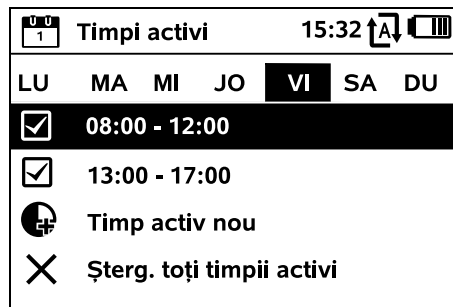 1 Timpi activi 15:32 A
LU MA MI JO VI SA DU
08:00 - 12:00
13:00 - 17:00
Timp activ nou
Șterg. toți timpii activi